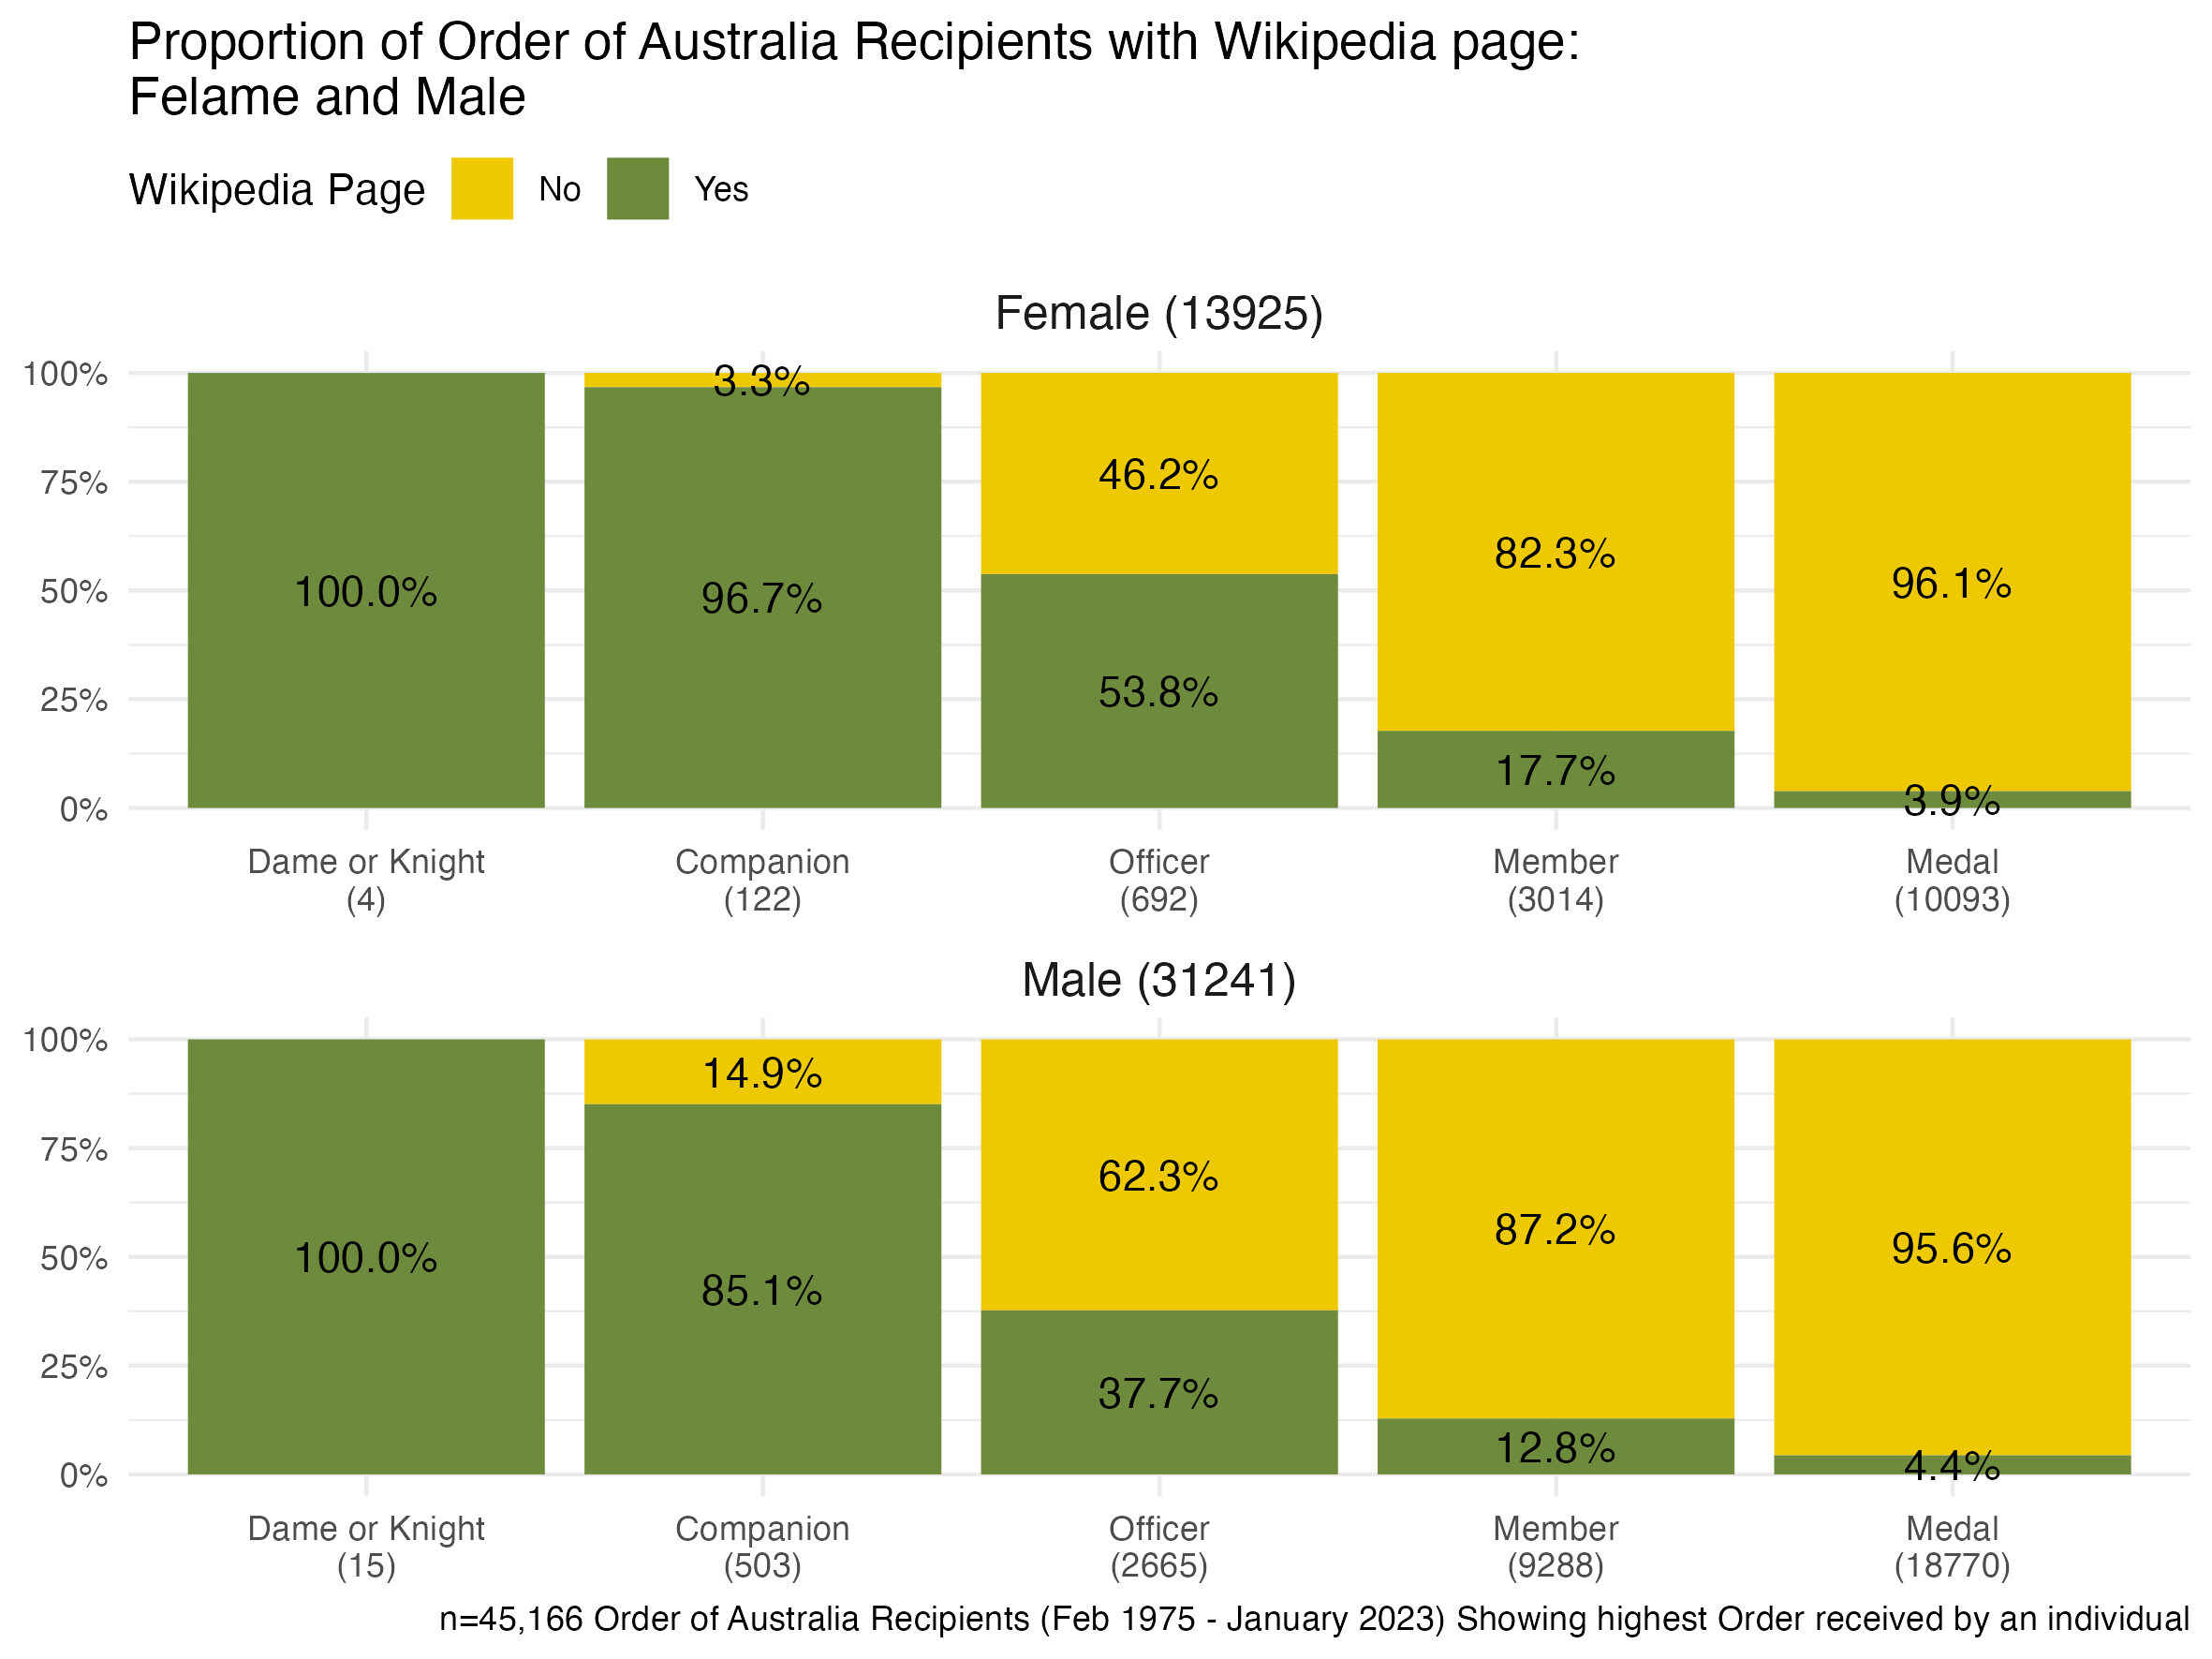 Proportion of Order of Australia Recipients with Wikipedia page:
Felame and Male
Wikipedia Page No Yes
Female (13925)
100%
75%
50%
25%
0%
100.0%
3.3%
96.7%
46.2%
53.8%
82.3%
17.7%
96.1%
3.9%
Dame or Knight Companion Officer Member Medal
(4) (122) (692) (3014) (10093)
Male (31241)
100%
75%
50%
25%
0%
100.0%
14.9%
85.1%
62.3%
37.7%
87.2%
12.8%
95.6%
4.4%
Dame or Knight Companion Officer Member Medal
(15) (503) (2665) (9288) (18770)
n=45,166 Order of Australia Recipients (Feb 1975 - January 2023) Showing highest Order received by an individual